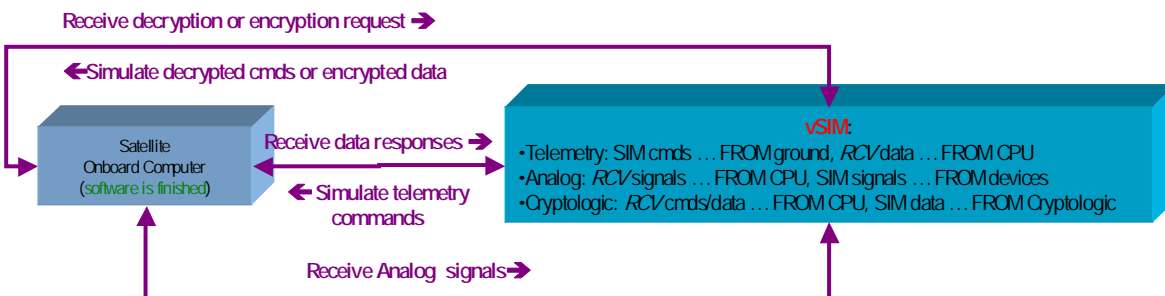 Receive decryption or encryption request →
←Simulate decrypted cmds or encrypted data
Satellite
Onboard Computer
(software is finished)
Receive data responses →
← Simulate telemetry
commands
vSIM:
•Telemetry: SIM cmds … FROM ground, RCV data … FROM CPU
•Analog: RCV signals … FROM CPU, SIM signals … FROM devices
•Cryptologic: RCV cmds/data … FROM CPU, SIM data … FROM Cryptologic
Receive Analog signals→